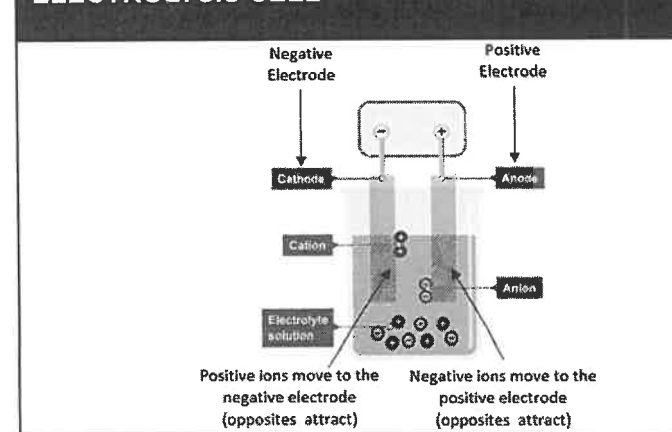 Negative
Electrode
Positive
Electrode
Cathode
Anode
Cation
Anion
Electrolyte
solution
Positive ions move to the
negative electrode
(opposites attract)
Negative ions move to the
positive electrode
(opposites attract)